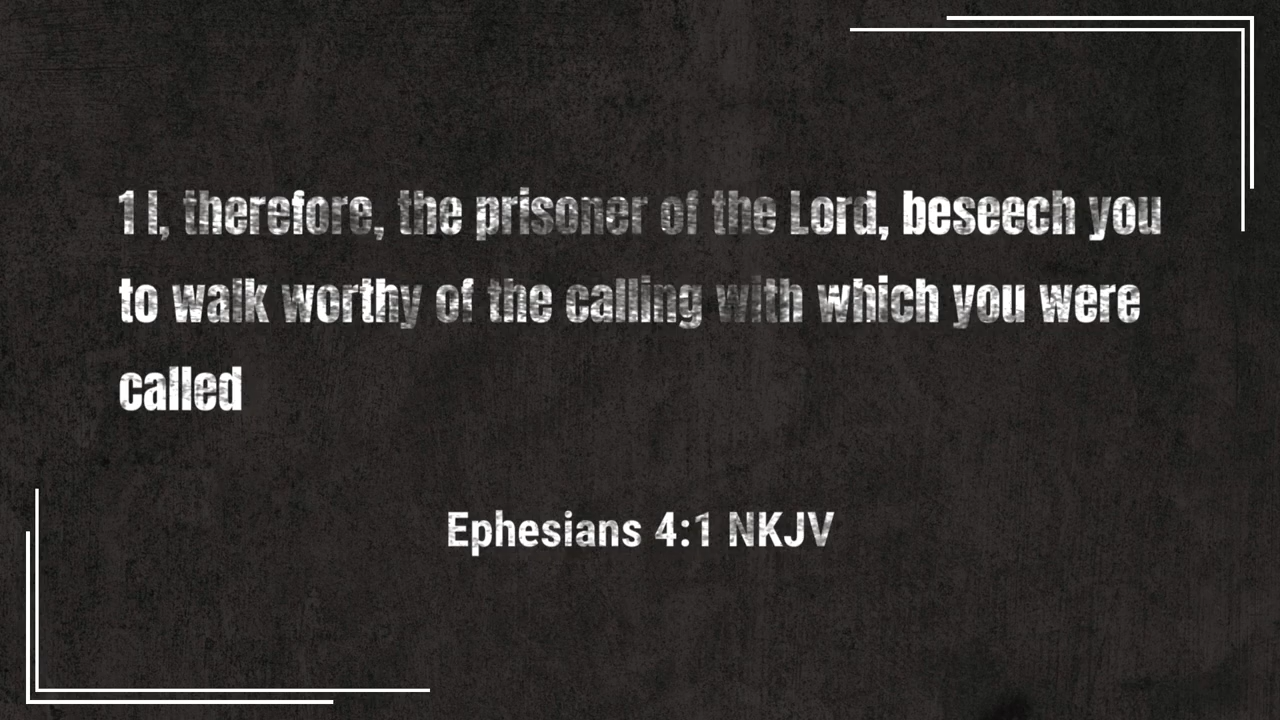 1 I, therefore, the prisoner of the Lord, beseech you
to walk worthy of the calling with which you were
called
Ephesians 4:1 NKJV